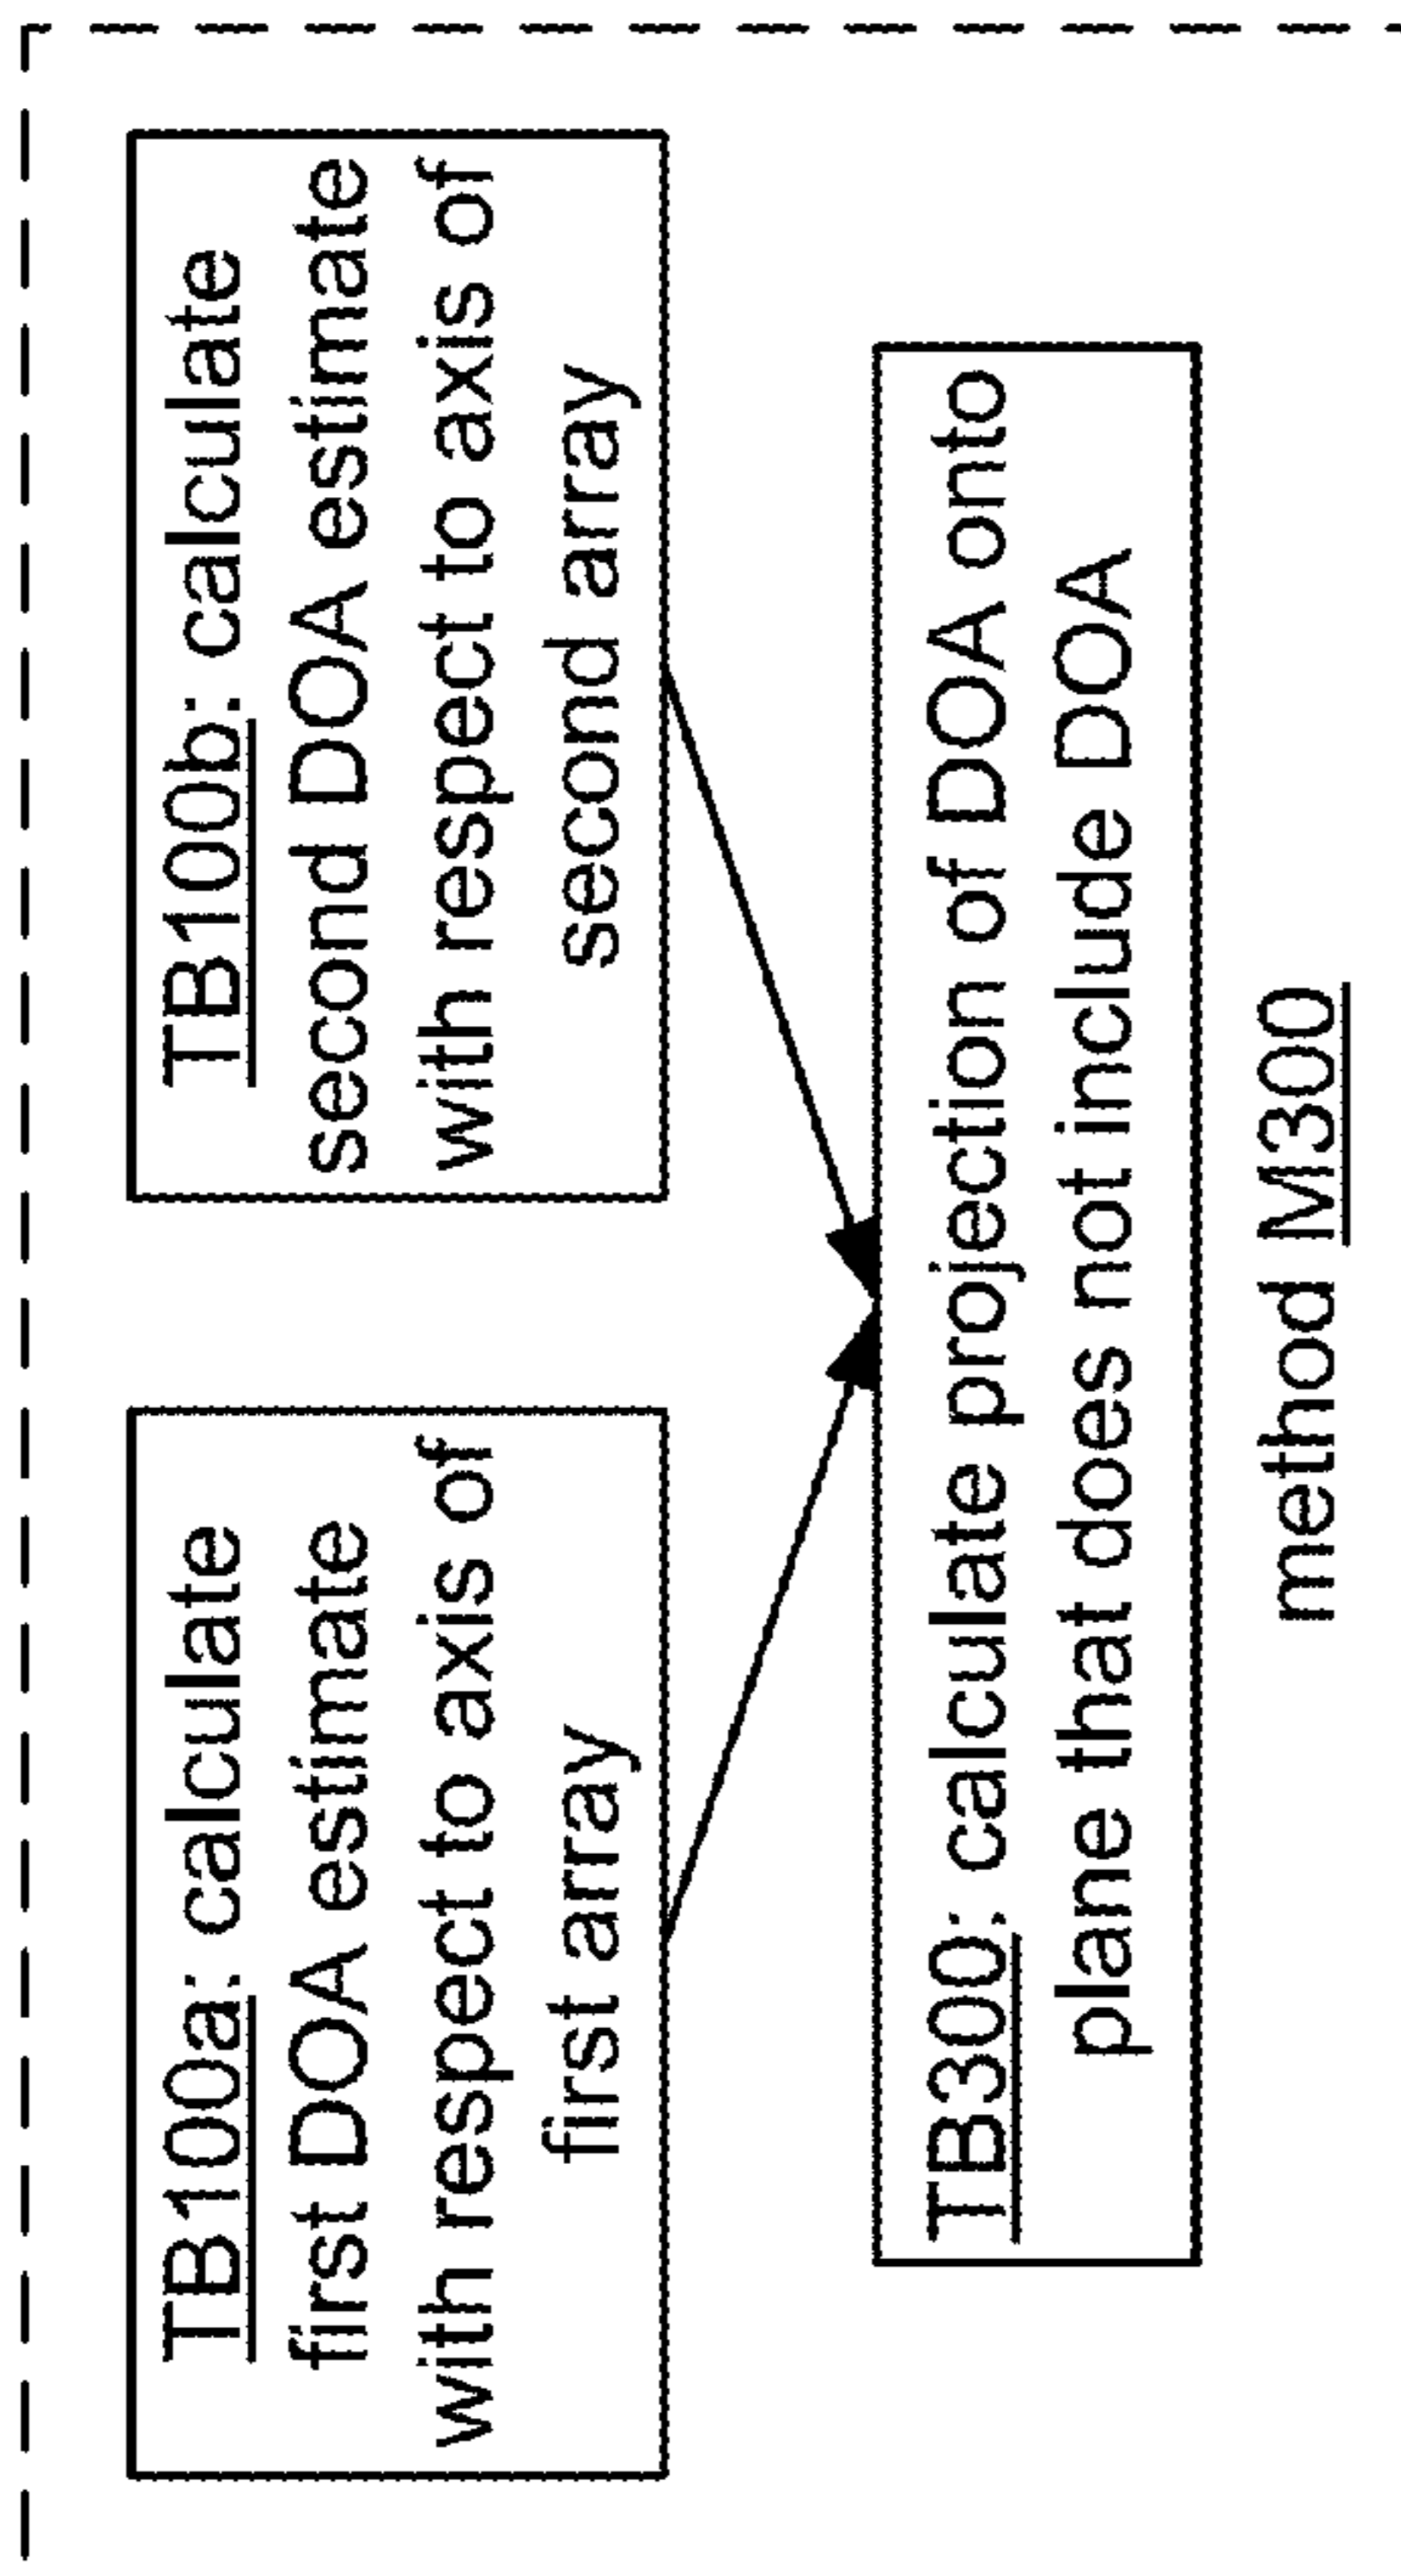 TB100a: calculate
first DOA estimate
with respect to axis of
first array
TB100b: calculate
second DOA estimate
with respect to axis of
second array
TB300: calculate projection of DOA onto
plane that does not include DOA
method M300